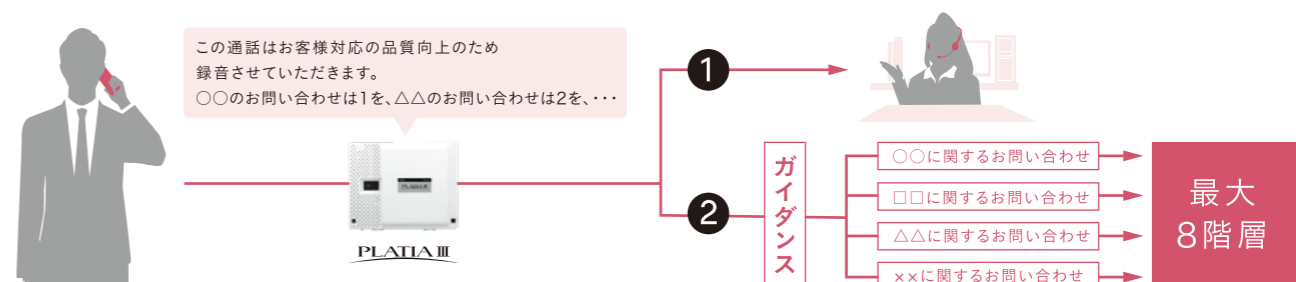 この通話はお客様対応の品質向上のため
録音させていただきます。
○○のお問い合わせは1を、△△のお問い合わせは2を、・・・
PLATIA III
PLATIA III
1
2
ガイダンス
○○に関するお問い合わせ
□□に関するお問い合わせ
△△に関するお問い合わせ
××に関するお問い合わせ
最大
8階層